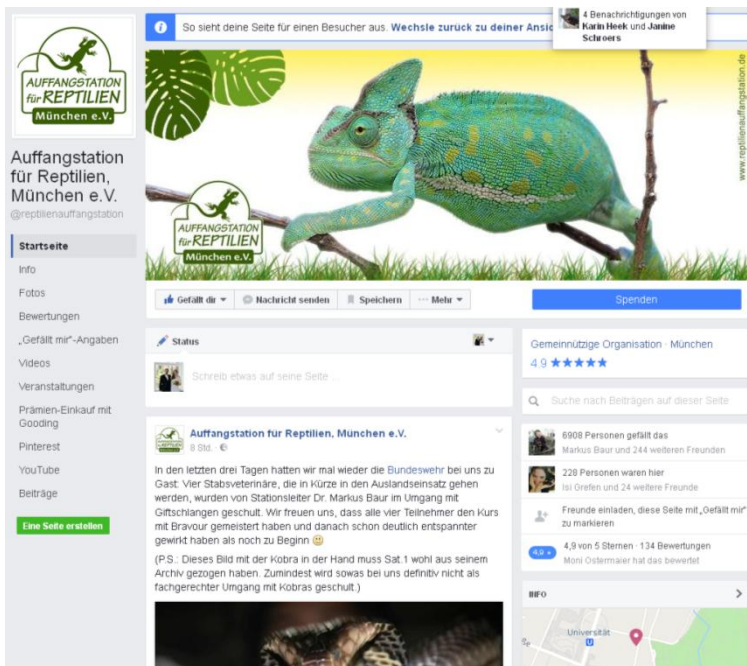 AUFFANGSTATION
für REPTILIEN
München e.V.
Auffangstation
für Reptilien,
München e.V.
@reptilienauffangstation
Startseite
Info
Fotos
Bewertungen
„Gefällt mir“-Angaben
Videos
Veranstaltungen
Prämien-Einkauf mit
Gooding
Pinterest
YouTube
Beiträge
Eine Seite erstellen
So sieht deine Seite für einen Besucher aus. Wechsle zurück zu deiner Ansic
4 Benachrichtigungen von
Karin Heek und Janine
Schroers
www.reptilienauffangstation.de
AUFFANGSTATION
für REPTILIEN
München e.V.
Gefällt dir
Nachricht senden
Speichern
Mehr
Spenden
Status
Schreib etwas auf seine Seite ...
Auffangstation für Reptilien, München e.V.
8 Std. ·
In den letzten drei Tagen hatten wir mal wieder die Bundeswehr bei uns zu
Gast: Vier Stabsveterinäre, die in Kürze in den Auslandseinsatz gehen
werden, wurden von Stationsleiter Dr. Markus Baur im Umgang mit
Giftschlangen geschult. Wir freuen uns, dass alle vier Teilnehmer den Kurs
mit Bravour gemeistert haben und danach schon deutlich entspannter
gewirkt haben als noch zu Beginn
(P.S.: Dieses Bild mit der Kobra in der Hand muss Sat.1 wohl aus seinem
Archiv gezogen haben. Zumindest wird sowas bei uns definitiv nicht als
fachgerechter Umgang mit Kobras geschult.)
Gemeinnützige Organisation · München
4,9 ★★★★★
Suche nach Beiträgen auf dieser Seite
6908 Personen gefällt das
Markus Baur und 244 weiteren Freunden
228 Personen waren hier
Isi Grefen und 24 weitere Freunde
Freunde einladen, diese Seite mit „Gefällt mir“
zu markieren
4,9 ★
4,9 von 5 Sternen · 134 Bewertungen
Moni Ostermaier hat das bewertet
INFO
Universität
U